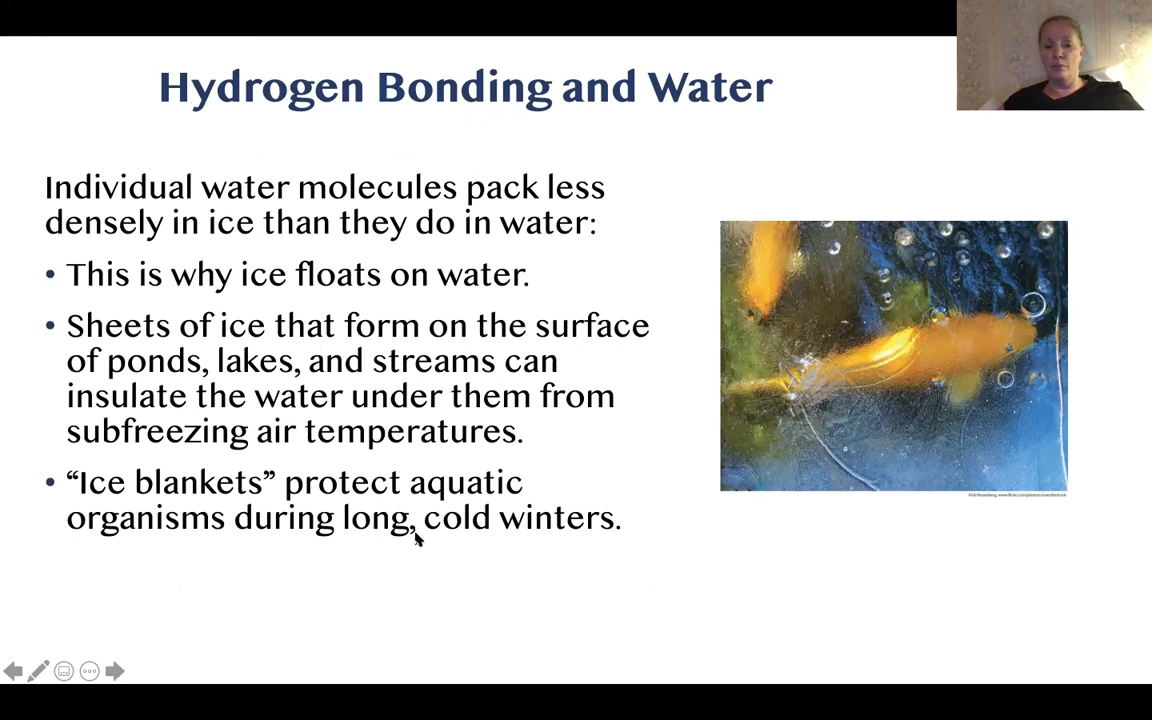 Hydrogen Bonding and Water
Individual water molecules pack less
densely in ice than they do in water:
• This is why ice floats on water.
• Sheets of ice that form on the surface
of ponds, lakes, and streams can
insulate the water under them from
subfreezing air temperatures.
• “Ice blankets” protect aquatic
organisms during long, cold winters.